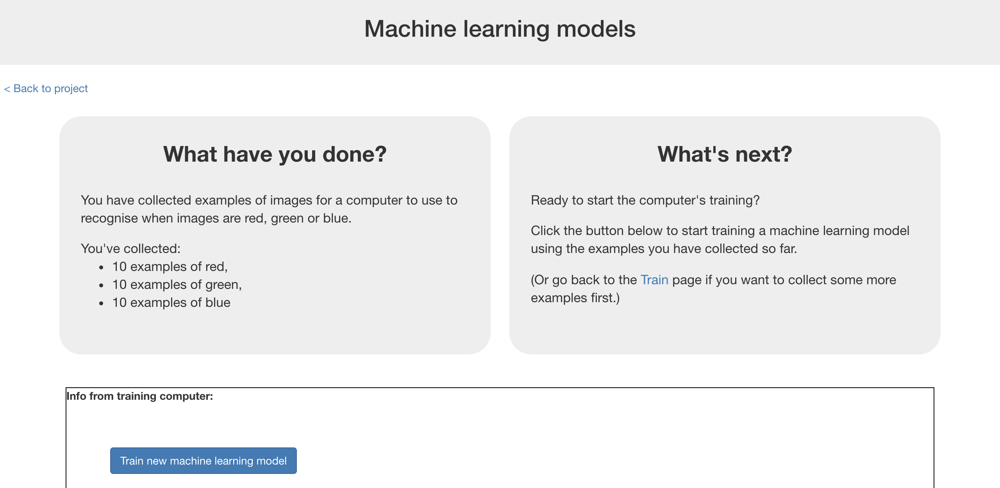 Machine learning models
< Back to project
What have you done?
You have collected examples of images for a computer to use to
recognise when images are red, green or blue.
You've collected:
• 10 examples of red,
• 10 examples of green,
• 10 examples of blue
What's next?
Ready to start the computer's training?
Click the button below to start training a machine learning model
using the examples you have collected so far.
(Or go back to the Train page if you want to collect some more
examples first.)
Info from training computer:
Train new machine learning model